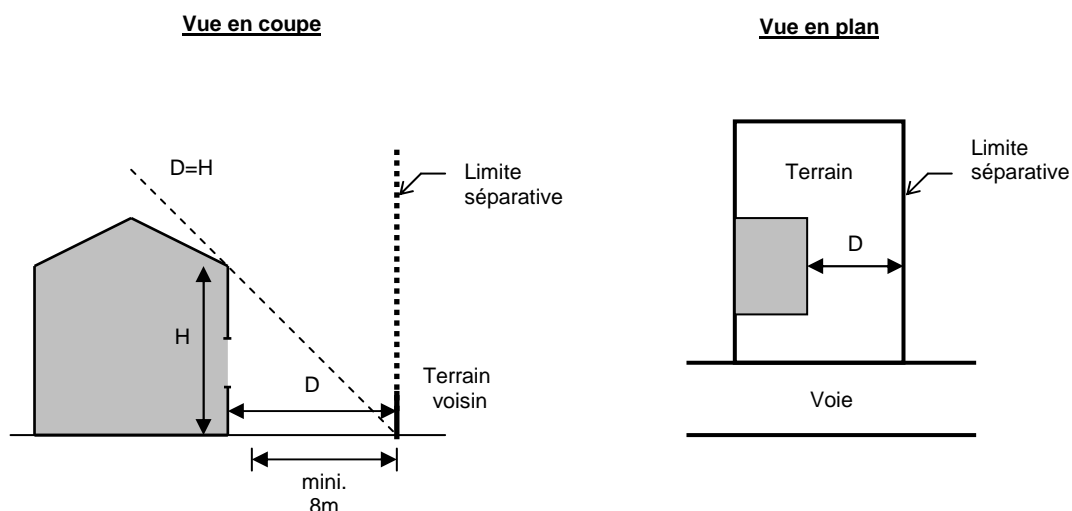 Vue en coupe
Vue en plan
D=H
Limite
séparative
H
D
Terrain
voisin
mini.
8m
Terrain
Limite
séparative
D
Voie